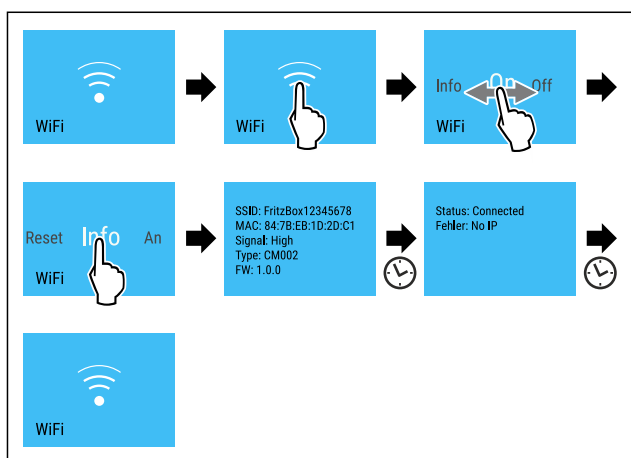 WiFi
WiFi
Info On Off
WiFi
Reset Info An
WiFi
SSID: FritzBox12345678
MAC: 84:7B:EB:1D:2D:C1
Signal: High
Type: CM002
FW: 1.0.0
Status: Connected
Fehler: No IP
WiFi